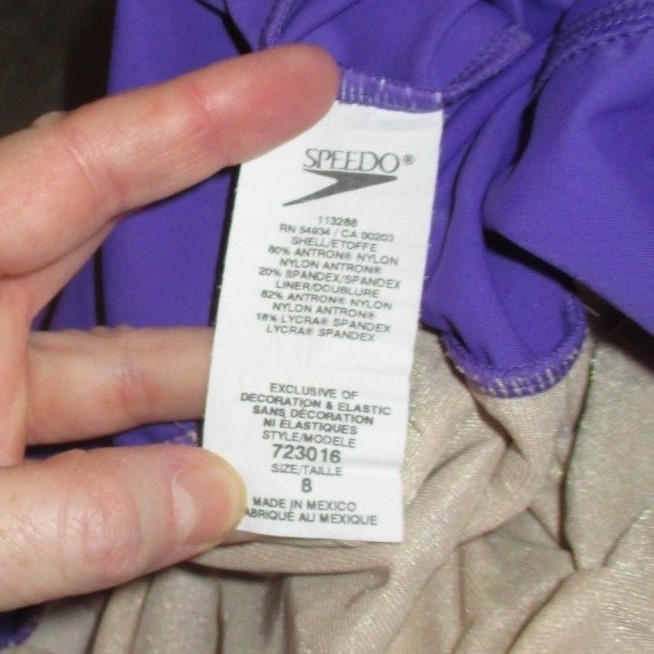 SPEEDO®
113288
RN 54934 / CA 00203
SHELL/ETOFFE
80% ANTRON® NYLON
NYLON ANTRON®
20% SPANDEX/SPANDEX
LINER/DOUBLURE
82% ANTRON® NYLON
NYLON ANTRON®
18% LYCRA® SPANDEX
LYCRA® SPANDEX
EXCLUSIVE OF
DECORATION & ELASTIC
SANS DÉCORATION
NI ELASTIQUES
STYLE/MODELE
723016
SIZE/TAILLE
8
MADE IN MEXICO
ABRIQUE AU MEXIQUE